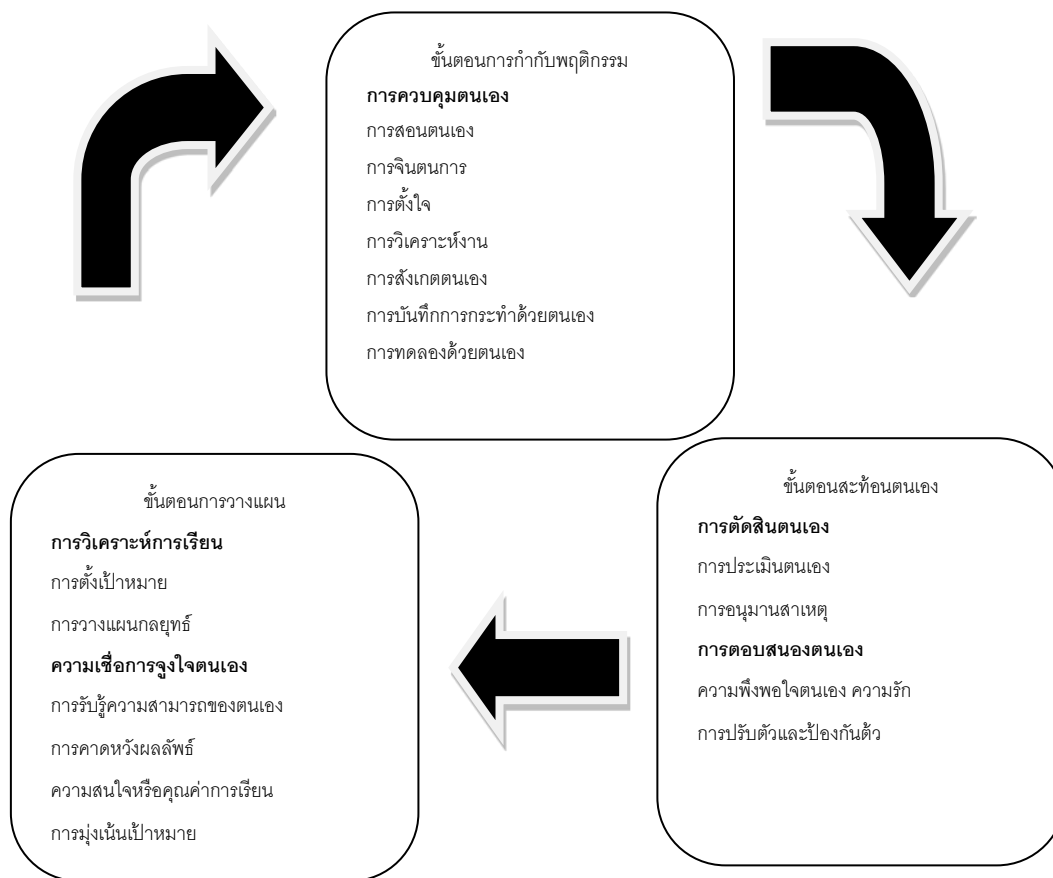 ขั้นตอนการกำกับพฤติกรรม
การควบคุมตนเอง
การสอนตนเอง
การจินตนการ
การตั้งใจ
การวิเคราะห์งาน
การสังเกตตนเอง
การบันทึกการกระทำด้วยตนเอง
การทดลองด้วยตนเอง
ขั้นตอนการวางแผน
การวิเคราะห์การเรียน
การตั้งเป้าหมาย
การวางแผนกลยุทธ์
ความเชื่อการจูงใจตนเอง
การรับรู้ความสามารถของตนเอง
การคาดหวังผลลัพธ์
ความสนใจหรือคุณค่าการเรียน
การมุ่งเน้นเป้าหมาย
ขั้นตอนสะท้อนตนเอง
การตัดสินตนเอง
การประเมินตนเอง
การอนุมานสาเหตุ
การตอบสนองตนเอง
ความพึงพอใจตนเอง ความรัก
การปรับตัวและป้องกันต้ว